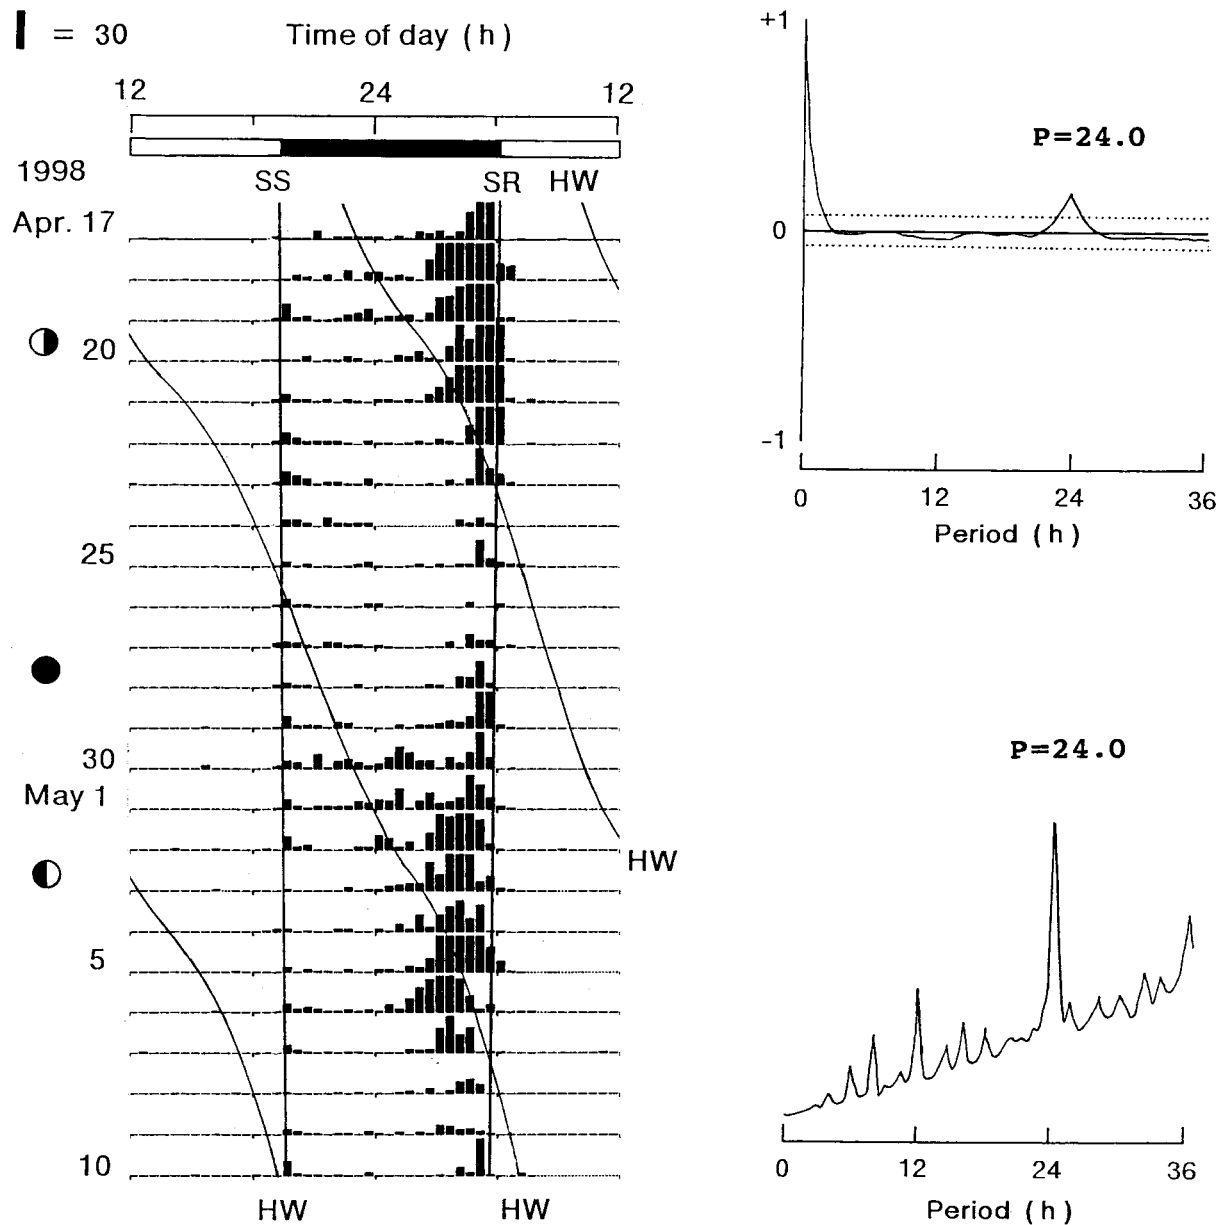 = 30
Time of day (h)
12 24 12
1998
SS SR HW
Apr. 17
20
25
30
May 1
HW
5
10
HW HW
+1
P=24.0
0
-1
0 12 24 36
Period (h)
P=24.0
0 12 24 36
Period (h)